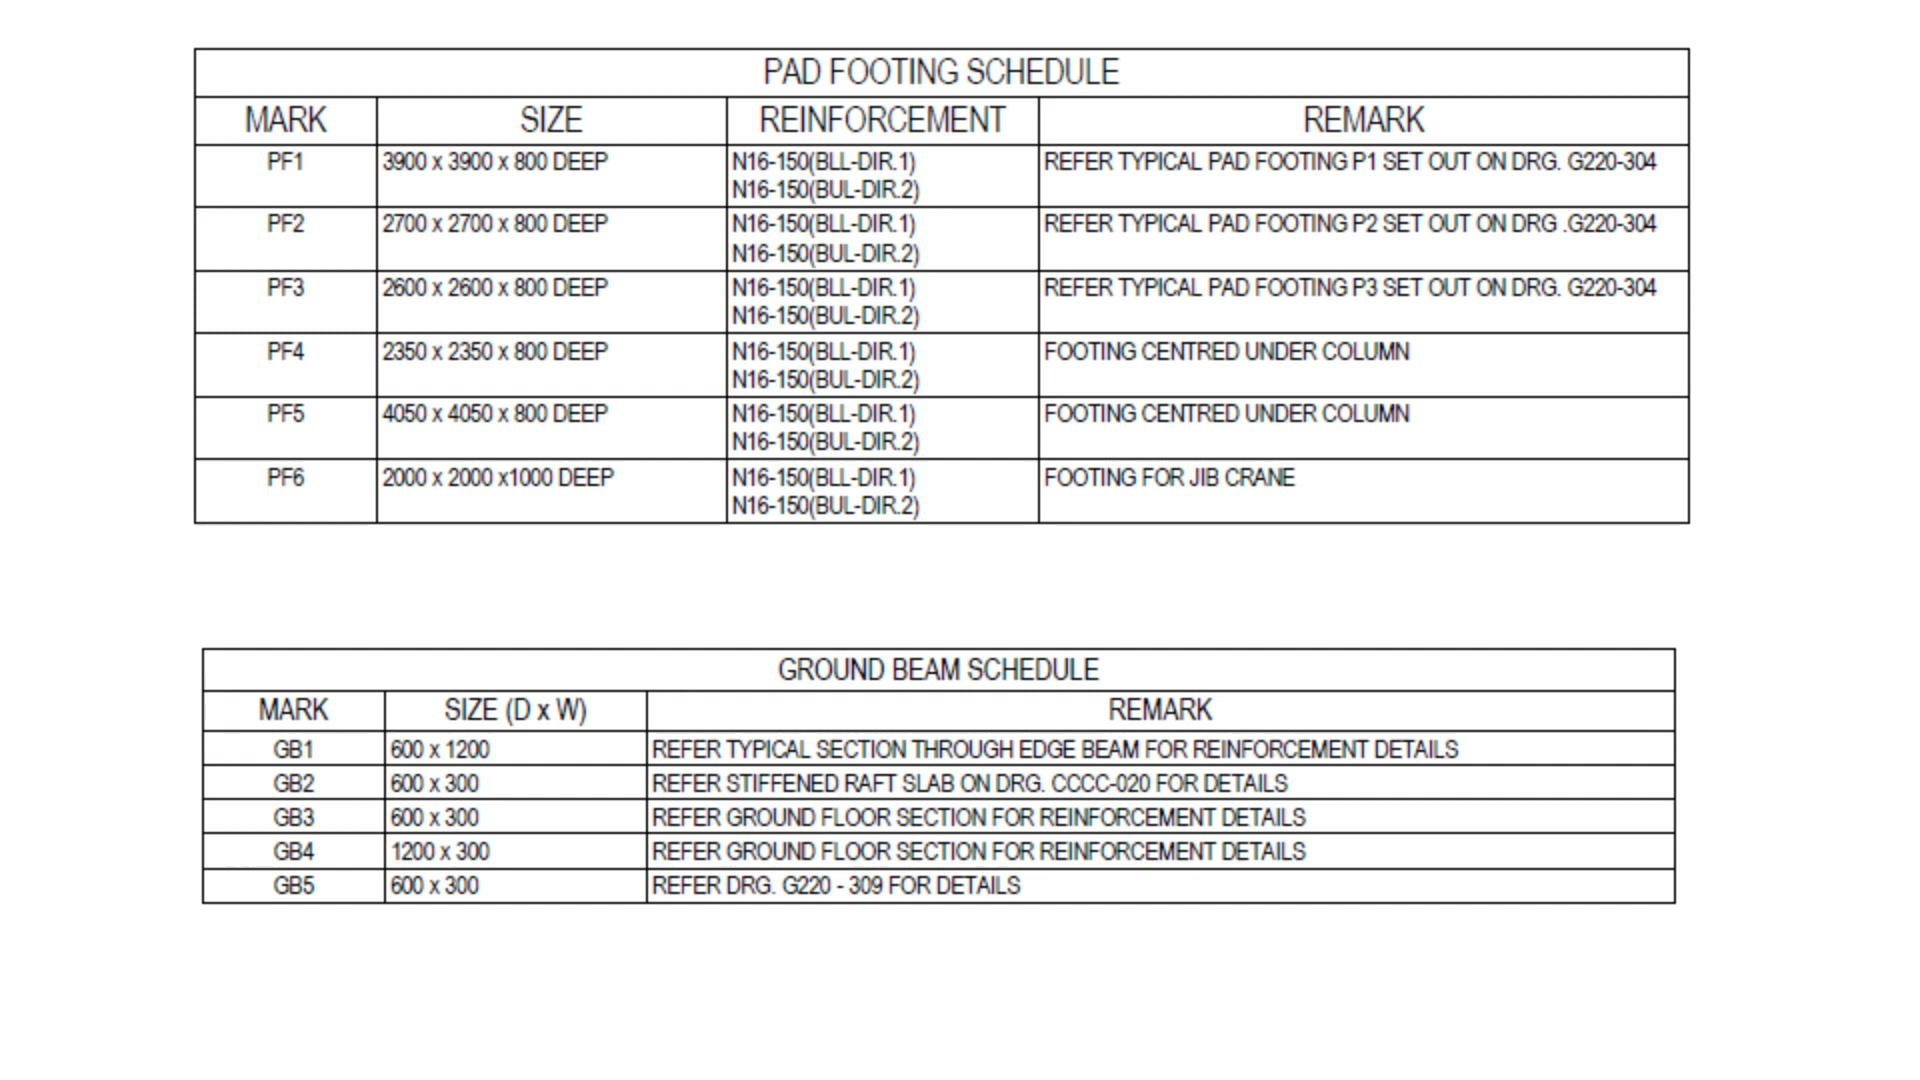 PAD FOOTING SCHEDULE
MARK SIZE REINFORCEMENT REMARK
PF1 3900 x 3900 x 800 DEEP N16-150(BLL-DIR.1) REFER TYPICAL PAD FOOTING P1 SET OUT ON DRG. G220-304
N16-150(BUL-DIR.2)
PF2 2700 x 2700 x 800 DEEP N16-150(BLL-DIR.1) REFER TYPICAL PAD FOOTING P2 SET OUT ON DRG .G220-304
N16-150(BUL-DIR.2)
PF3 2600 x 2600 x 800 DEEP N16-150(BLL-DIR.1) REFER TYPICAL PAD FOOTING P3 SET OUT ON DRG. G220-304
N16-150(BUL-DIR.2)
PF4 2350 x 2350 x 800 DEEP N16-150(BLL-DIR.1) FOOTING CENTRED UNDER COLUMN
N16-150(BUL-DIR.2)
PF5 4050 x 4050 x 800 DEEP N16-150(BLL-DIR.1) FOOTING CENTRED UNDER COLUMN
N16-150(BUL-DIR.2)
PF6 2000 x 2000 x1000 DEEP N16-150(BLL-DIR.1) FOOTING FOR JIB CRANE
N16-150(BUL-DIR.2)
GROUND BEAM SCHEDULE
MARK SIZE (D x W) REMARK
GB1 600 x 1200 REFER TYPICAL SECTION THROUGH EDGE BEAM FOR REINFORCEMENT DETAILS
GB2 600 x 300 REFER STIFFENED RAFT SLAB ON DRG. CCCC-020 FOR DETAILS
GB3 600 x 300 REFER GROUND FLOOR SECTION FOR REINFORCEMENT DETAILS
GB4 1200 x 300 REFER GROUND FLOOR SECTION FOR REINFORCEMENT DETAILS
GB5 600 x 300 REFER DRG. G220 - 309 FOR DETAILS